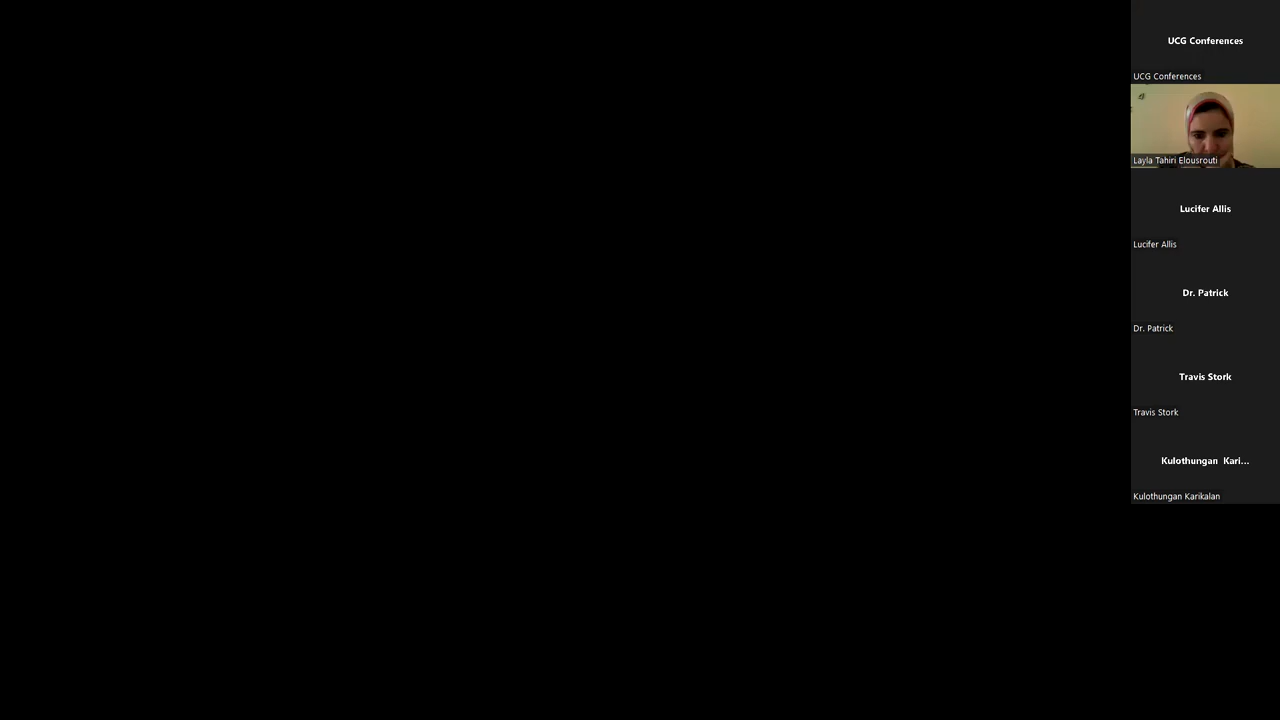 UCG Conferences
UCG Conferences
Layla Tahiri Elousrouti
Lucifer Allis
Lucifer Allis
Dr. Patrick
Dr. Patrick
Travis Stork
Travis Stork
Kulothungan Kari...
Kulothungan Karikalan